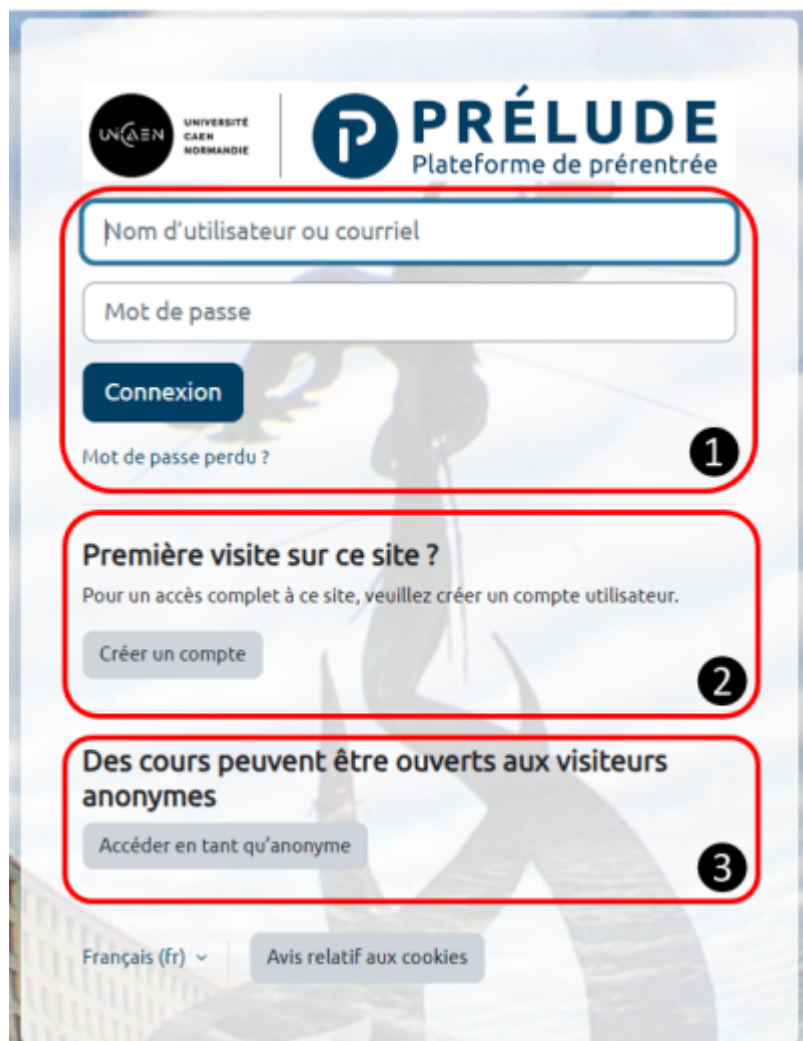 UNICAEN
UNIVERSITÉ
CAEN
NORMANDIE
PRÉLUDE
Plateforme de prérentrée
Nom d'utilisateur ou courriel
Mot de passe
Connexion
Mot de passe perdu ?
1
Première visite sur ce site ?
Pour un accès complet à ce site, veuillez créer un compte utilisateur.
Créer un compte
2
Des cours peuvent être ouverts aux visiteurs
anonymes
Accéder en tant qu'anonyme
3
Français (fr)
Avis relatif aux cookies